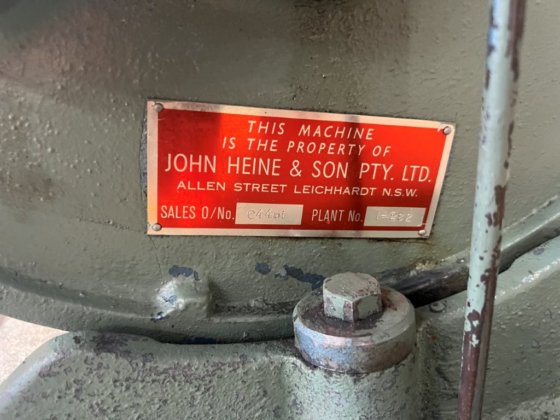 THIS MACHINE
IS THE PROPERTY OF
JOHN HEINE & SON PTY. LTD.
ALLEN STREET LEICHHARDT N.S.W.
SALES O/No. PLANT No.